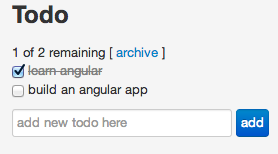 Todo
1 of 2 remaining [ archive ]
learn angular
build an angular app
add new todo here
add